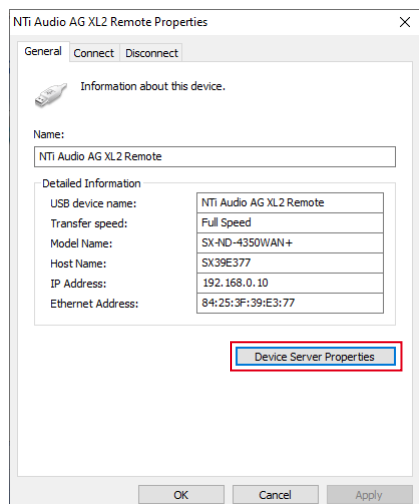 NTi Audio AG XL2 Remote Properties
General Connect Disconnect
Information about this device.
Name:
NTi Audio AG XL2 Remote
Detailed Information
USB device name: NTi Audio AG XL2 Remote
Transfer speed: Full Speed
Model Name: SX-ND-4350WAN+
Host Name: SX39E377
IP Address: 192.168.0.10
Ethernet Address: 84:25:3F:39:E3:77
Device Server Properties
OK Cancel Apply